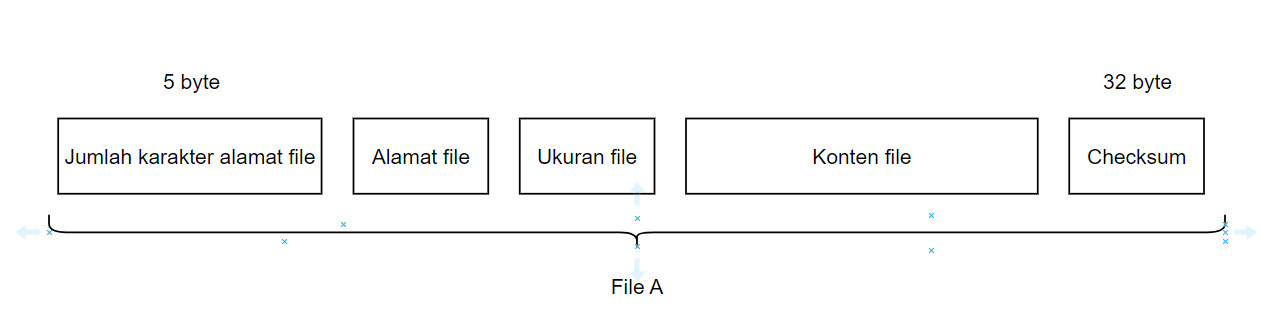 5 byte
32 byte
Jumlah karakter alamat file
Alamat file
Ukuran file
Konten file
Checksum
File A